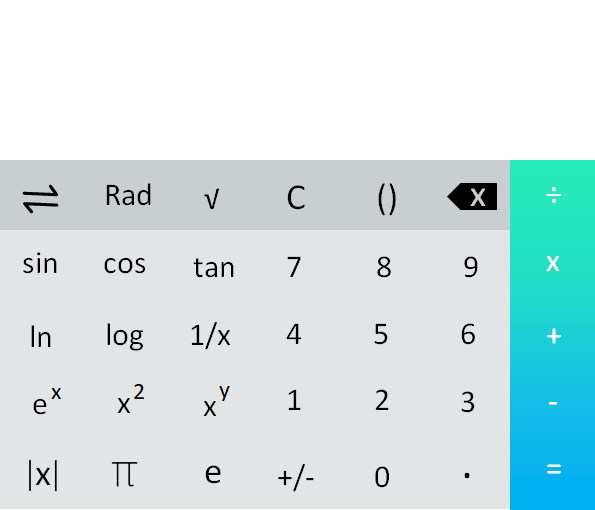 ⇌ Rad √ C () X ÷
sin cos tan 7 8 9 x
ln log 1/x 4 5 6 +
eˣ x² xʸ 1 2 3 -
|x| π e +/- 0 . =